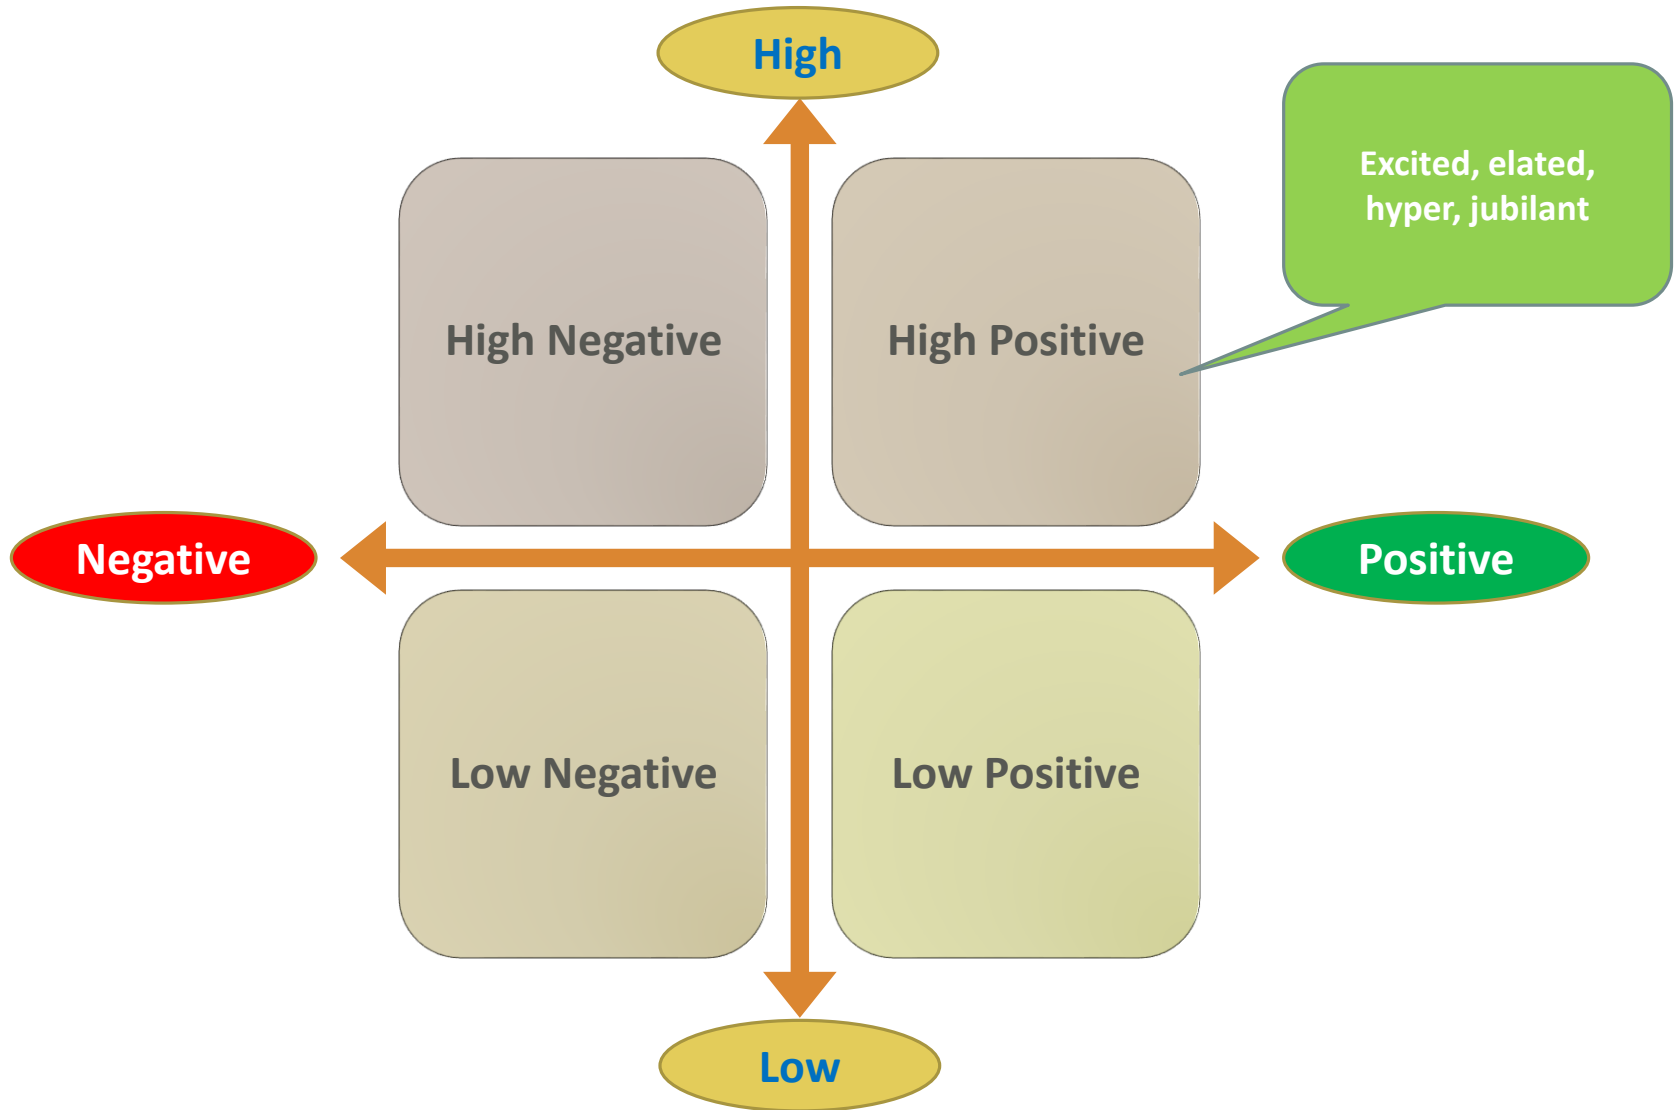 High
Excited, elated,
hyper, jubilant
High Negative
High Positive
Negative
Positive
Low Negative
Low Positive
Low